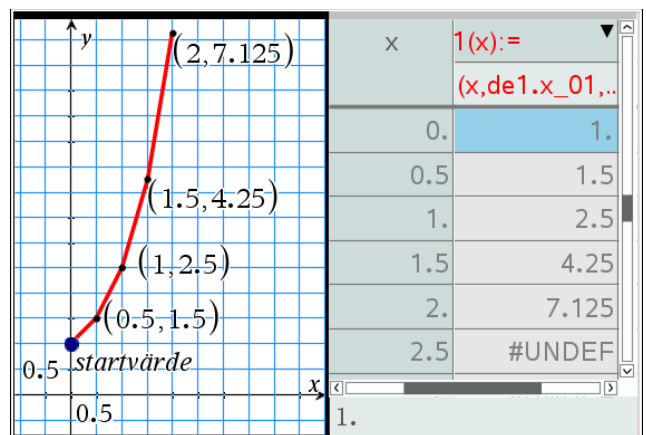 y
(2,7.125)
(1.5,4.25)
(1,2.5)
(0.5,1.5)
startvärde
0.5
x
0.5
x 1(x):=
(x,de1.x_01,..
0. 1.
0.5 1.5
1. 2.5
1.5 4.25
2. 7.125
2.5 #UNDEF
1.